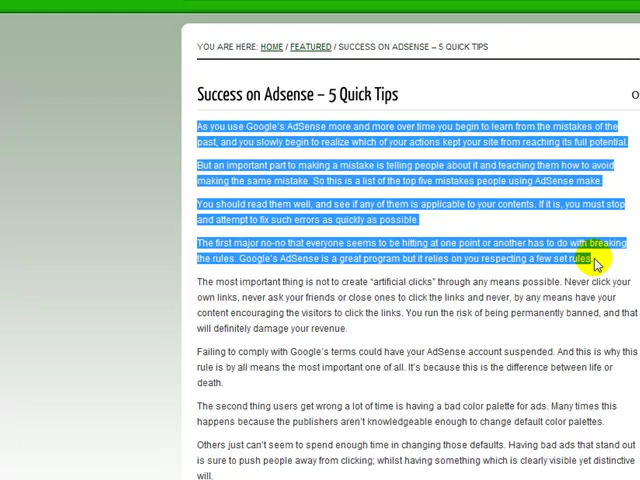 YOU ARE HERE: HOME / FEATURED / SUCCESS ON ADSENSE – 5 QUICK TIPS
Success on Adsense – 5 Quick Tips
As you use Google's AdSense more and more over time you begin to learn from the mistakes of the
past, and you slowly begin to realize which of your actions kept your site from reaching its full potential.
But an important part to making a mistake is telling people about it and teaching them how to avoid
making the same mistake. So this is a list of the top five mistakes people using AdSense make.
You should read them well, and see if any of them is applicable to your contents. If it is, you must stop
and attempt to fix such errors as quickly as possible.
The first major no-no that everyone seems to be hitting at one point or another has to do with breaking
the rules. Google's AdSense is a great program but it relies on you respecting a few set rules.
The most important thing is not to create “artificial clicks” through any means possible. Never click your
own links, never ask your friends or close ones to click the links and never, by any means have your
content encouraging the visitors to click the links. You run the risk of being permanently banned, and that
will definitely damage your revenue.
Failing to comply with Google's terms could have your AdSense account suspended. And this is why this
rule is by all means the most important one of all. It's because this is the difference between life or
death.
The second thing users get wrong a lot of time is having a bad color palette for ads. Many times this
happens because the publishers aren't knowledgeable enough to change default color palettes.
Others just can't seem to spend enough time in changing those defaults. Having bad ads that stand out
is sure to push people away from clicking; whilst having something which is clearly visible yet distinctive
will.